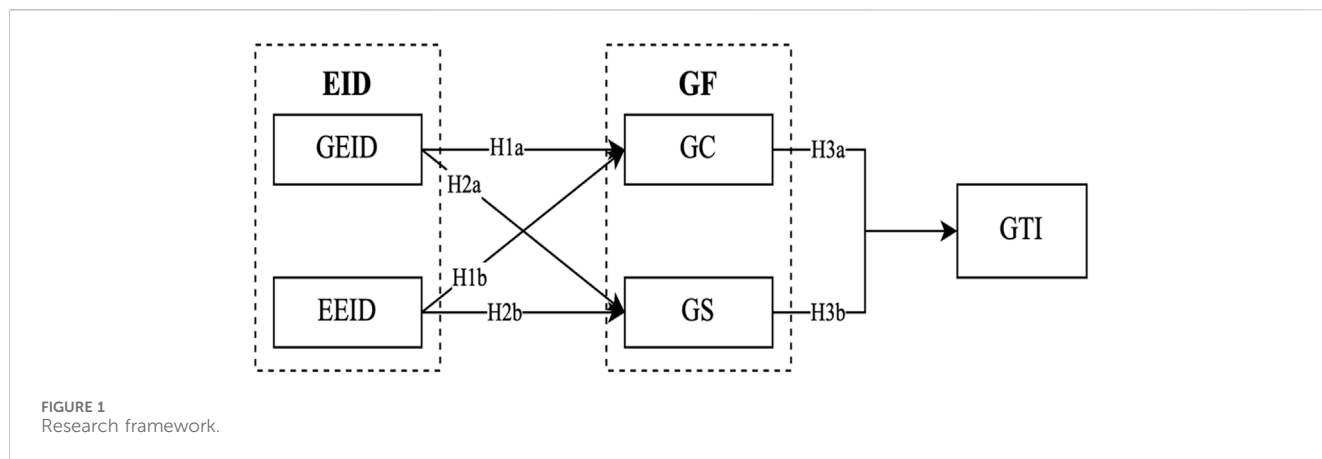 EID
GF
GEID
H1a
GC
H3a
H2a
GTI
H1b
EEID
H2b
GS
H3b
FIGURE 1
Research framework.